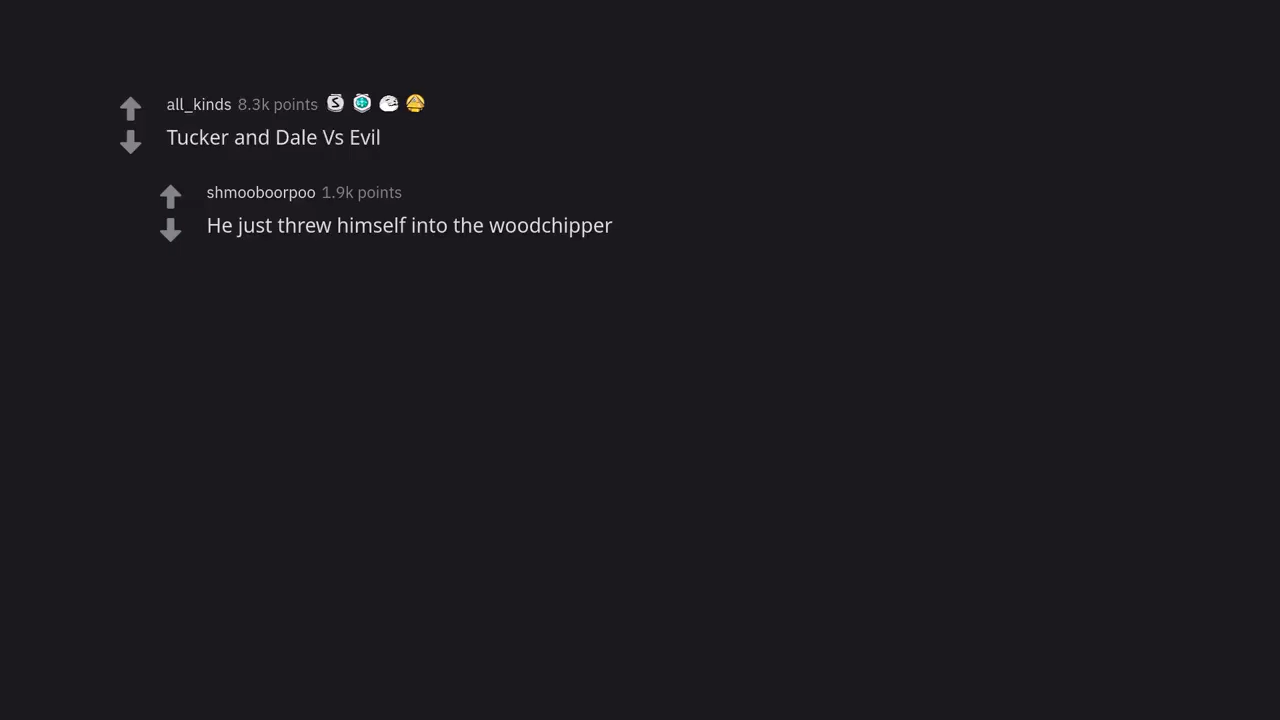 all_kinds 8.3k points
Tucker and Dale Vs Evil
shmooboorpoo 1.9k points
He just threw himself into the woodchipper